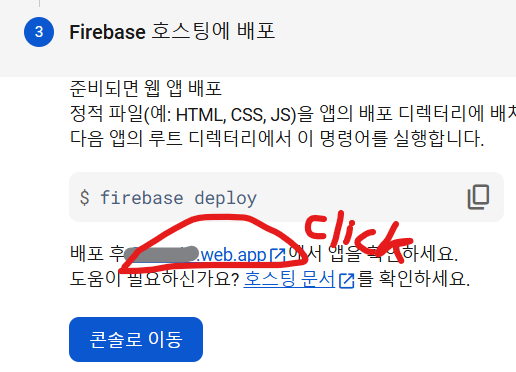 3 Firebase 호스팅에 배포
준비되면 웹 앱 배포
정적 파일(예: HTML, CSS, JS)을 앱의 배포 디렉터리에 배치
다음 앱의 루트 디렉터리에서 이 명령어를 실행합니다.
$ firebase deploy
click
배포 후 .web.app에서 앱을 확인하세요.
도움이 필요하신가요? 호스팅 문서를 확인하세요.
콘솔로 이동